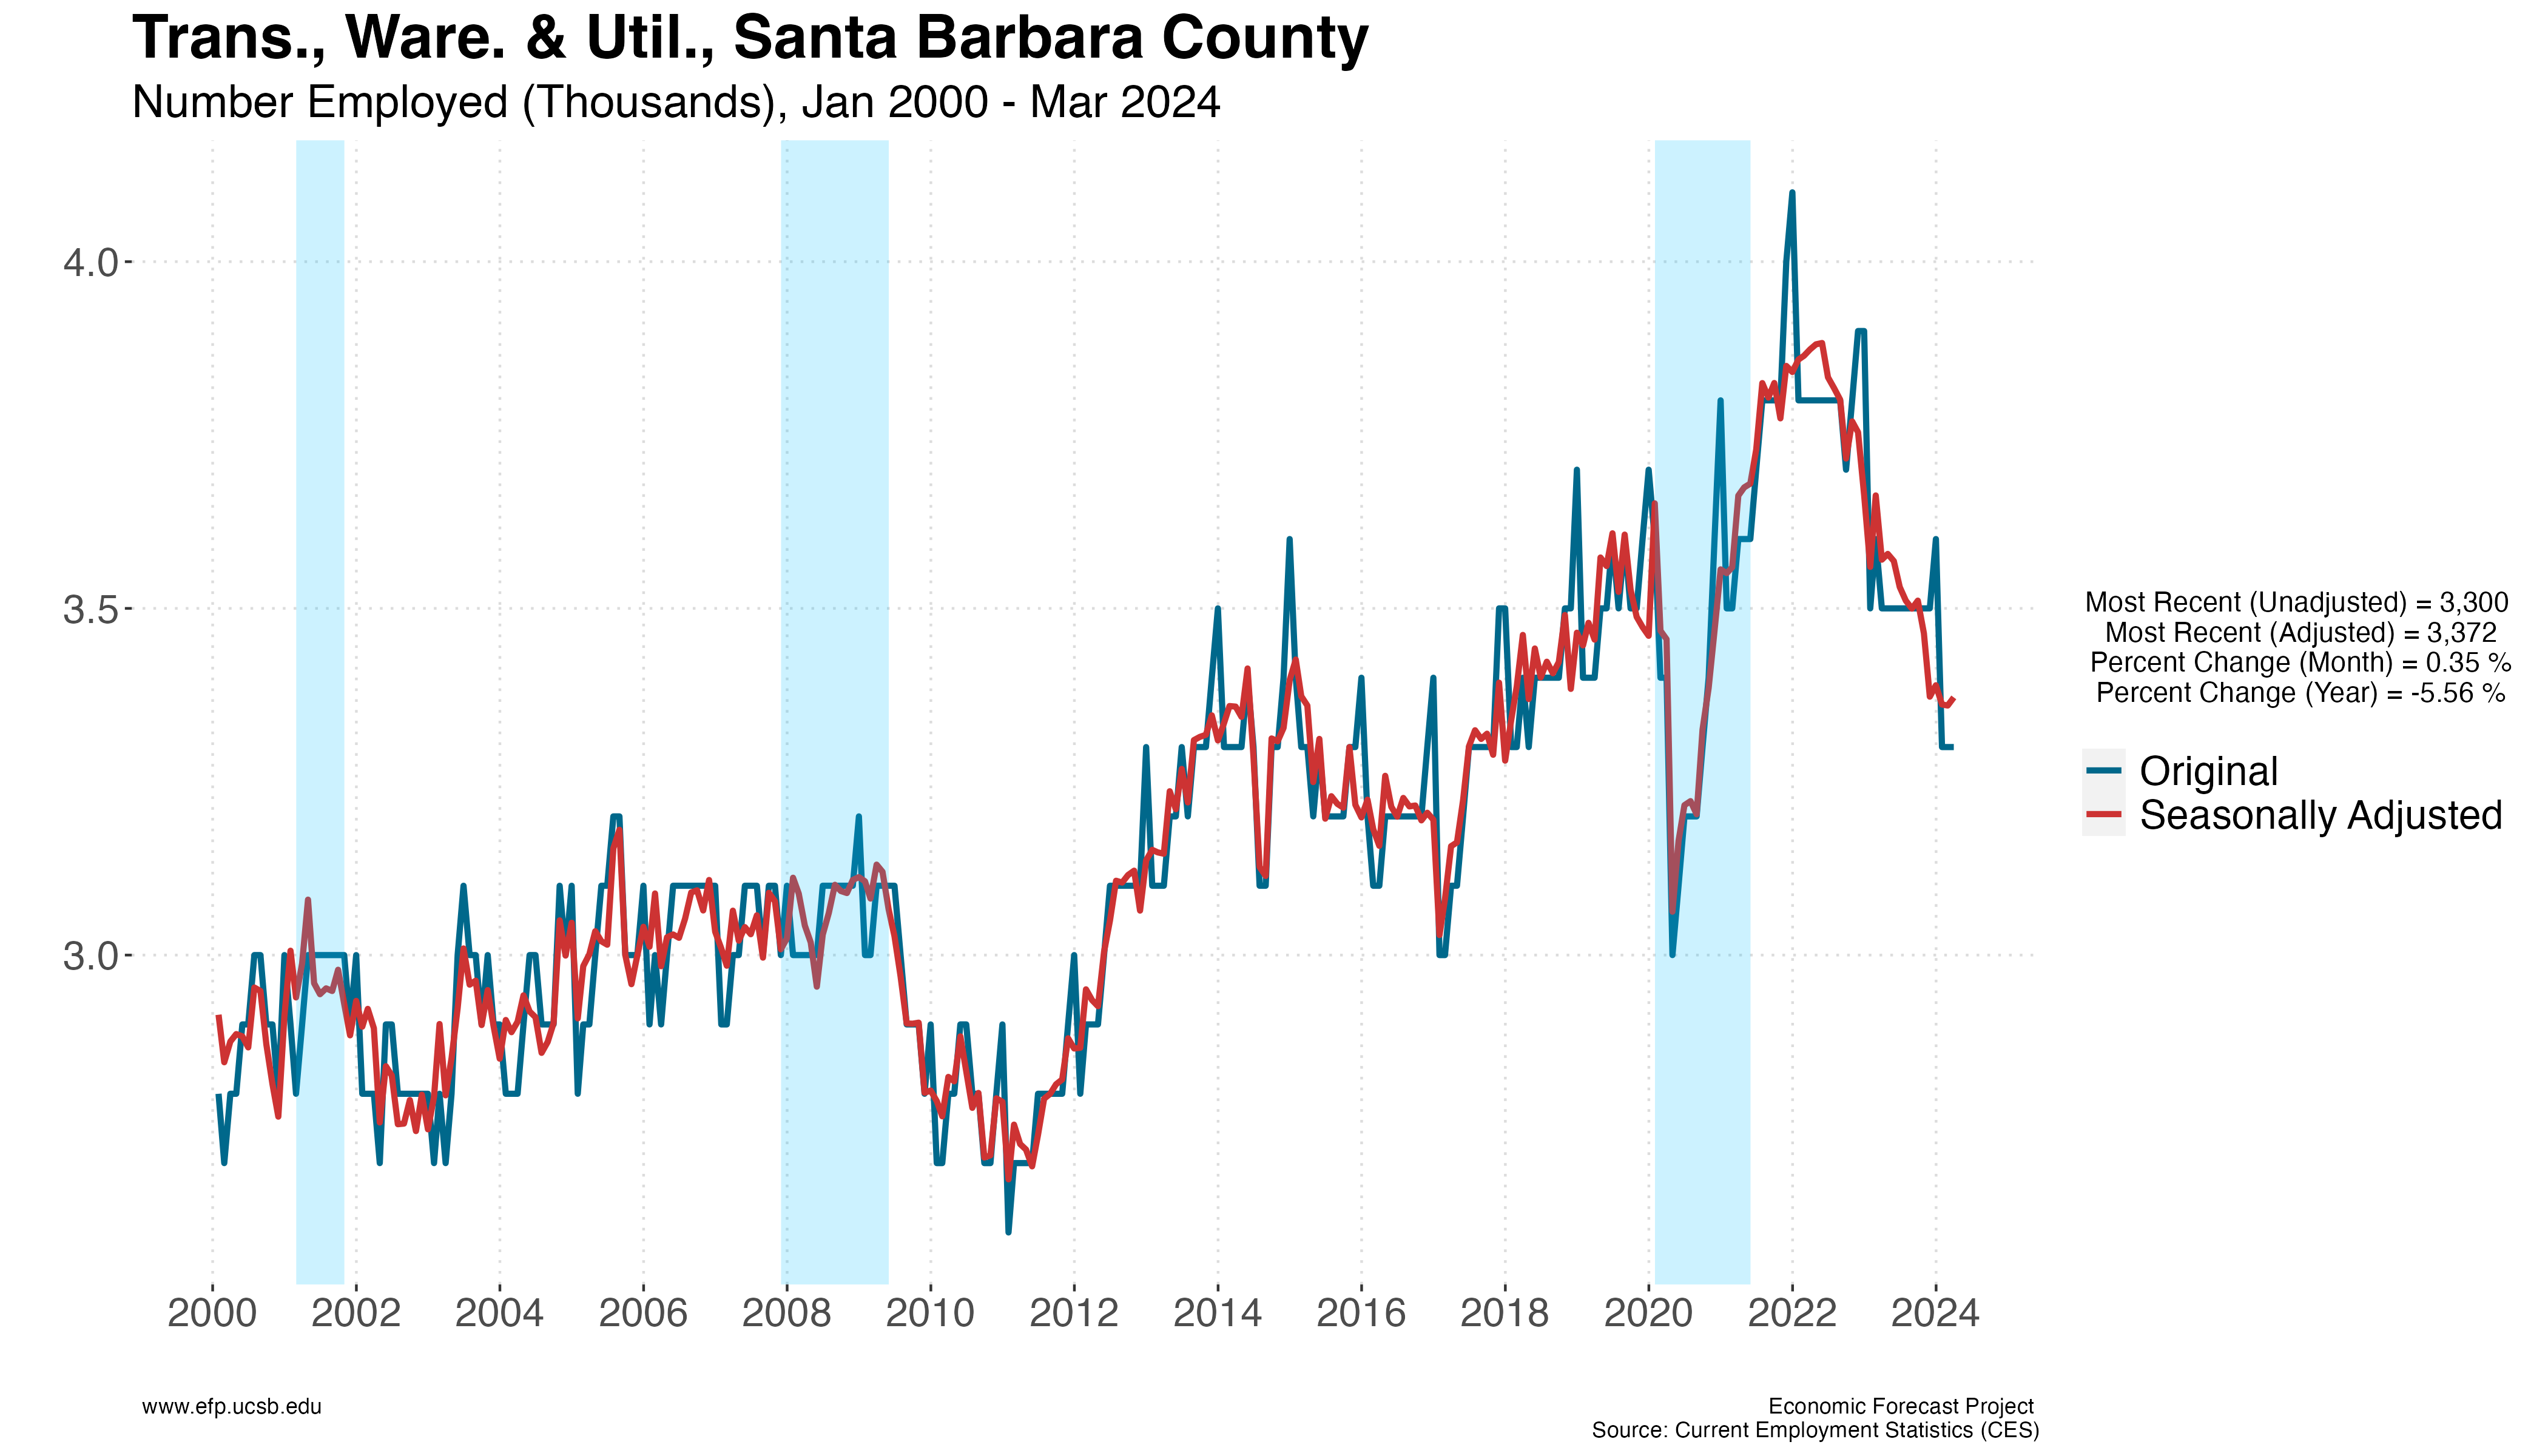 Trans., Ware. & Util., Santa Barbara County
Number Employed (Thousands), Jan 2000 - Mar 2024
4.0
3.5
3.0
2000
2002
2004
2006
2008
2010
2012
2014
2016
2018
2020
2022
2024
Most Recent (Unadjusted) = 3,300
Most Recent (Adjusted) = 3,372
Percent Change (Month) = 0.35 %
Percent Change (Year) = -5.56 %
Original
Seasonally Adjusted
www.efp.ucsb.edu
Economic Forecast Project
Source: Current Employment Statistics (CES)